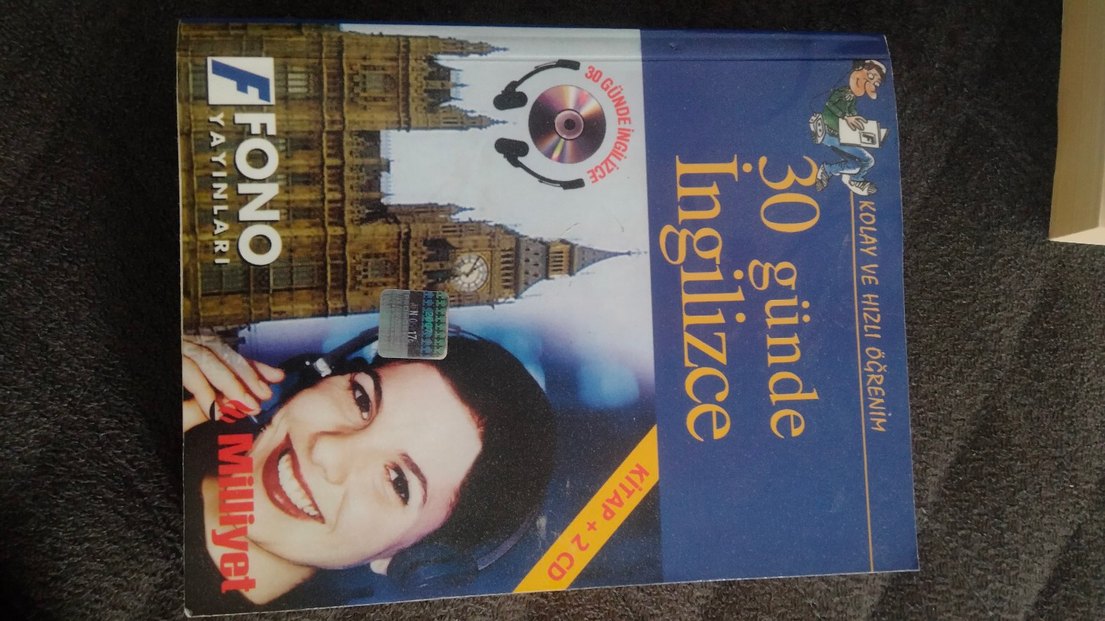 KOLAY VE HIZLI ÖĞRENİM
30 günde
İngilizce
30 GÜNDE İNGİLİZCE
KİTAP + 2 CD
F FONO
YAYINLARI
Milliyet